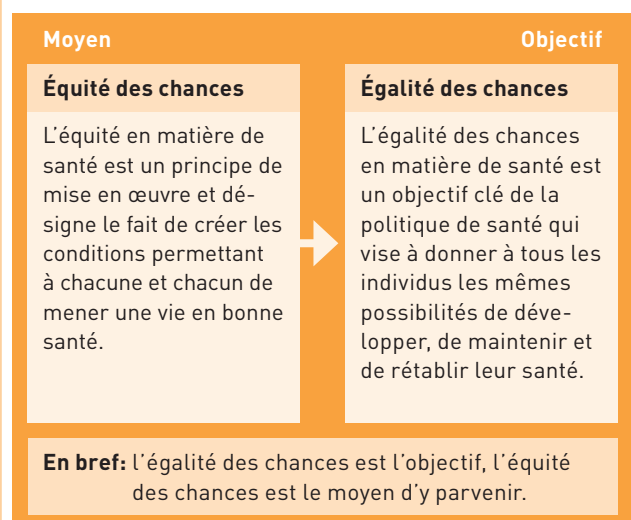 Moyen
Objectif
Équité des chances
L’équité en matière de
santé est un principe de
mise en œuvre et dé-
signe le fait de créer les
conditions permettant
à chacune et chacun de
mener une vie en bonne
santé.
Égalité des chances
L’égalité des chances
en matière de santé est
un objectif clé de la
politique de santé qui
vise à donner à tous les
individus les mêmes
possibilités de déve-
lopper, de maintenir et
de rétablir leur santé.
En bref: l’égalité des chances est l’objectif, l’équité
des chances est le moyen d’y parvenir.